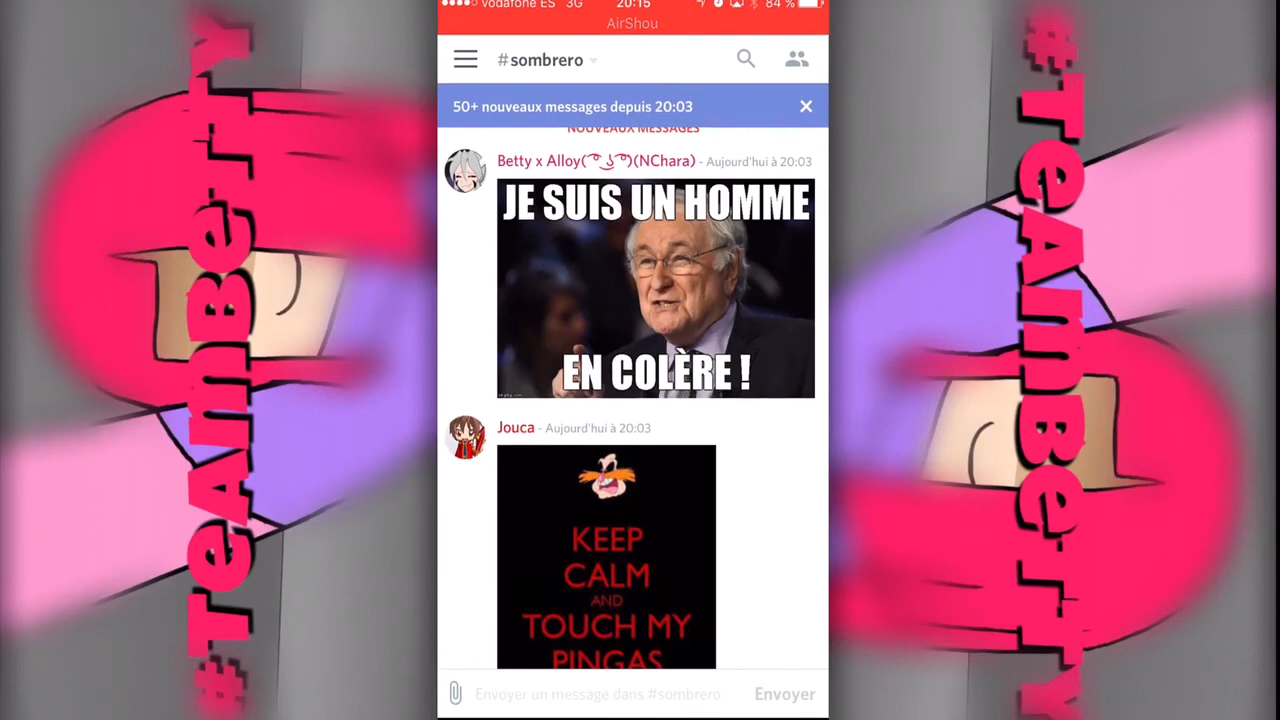 vodafone ES 3G 20:15 84 %
AirShou
#sombrero
50+ nouveaux messages depuis 20:03
NOUVEAUX MESSAGES
Betty x Alloy( ͡° ͜ʖ ͡°)(NChara) - Aujourd'hui à 20:03
JE SUIS UN HOMME
EN COLÈRE !
Jouca - Aujourd'hui à 20:03
KEEP
CALM
AND
TOUCH MY
PINGAS
Envoyer un message dans #sombrero
Envoyer
#TeAMBeTTY
#TeAMBeTTY